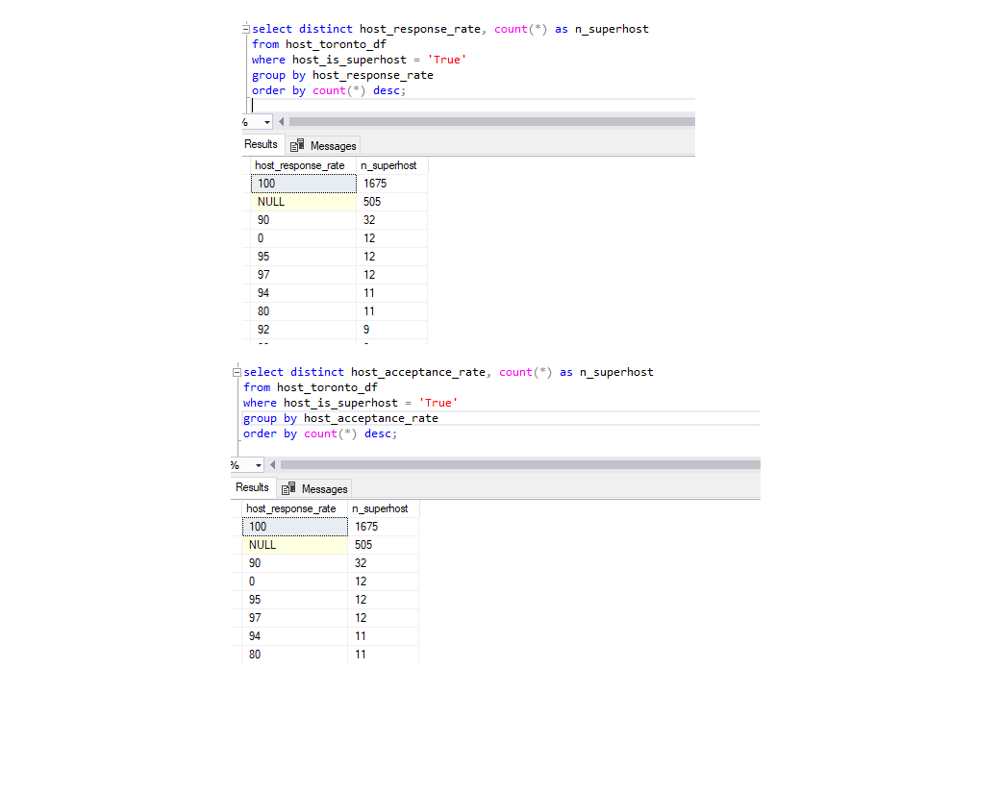 select distinct host_response_rate, count(*) as n_superhost
from host_toronto_df
where host_is_superhost = 'True'
group by host_response_rate
order by count(*) desc;
%
Results Messages
host_response_rate n_superhost
100 1675
NULL 505
90 32
0 12
95 12
97 12
94 11
80 11
92 9
select distinct host_acceptance_rate, count(*) as n_superhost
from host_toronto_df
where host_is_superhost = 'True'
group by host_acceptance_rate
order by count(*) desc;
%
Results Messages
host_response_rate n_superhost
100 1675
NULL 505
90 32
0 12
95 12
97 12
94 11
80 11